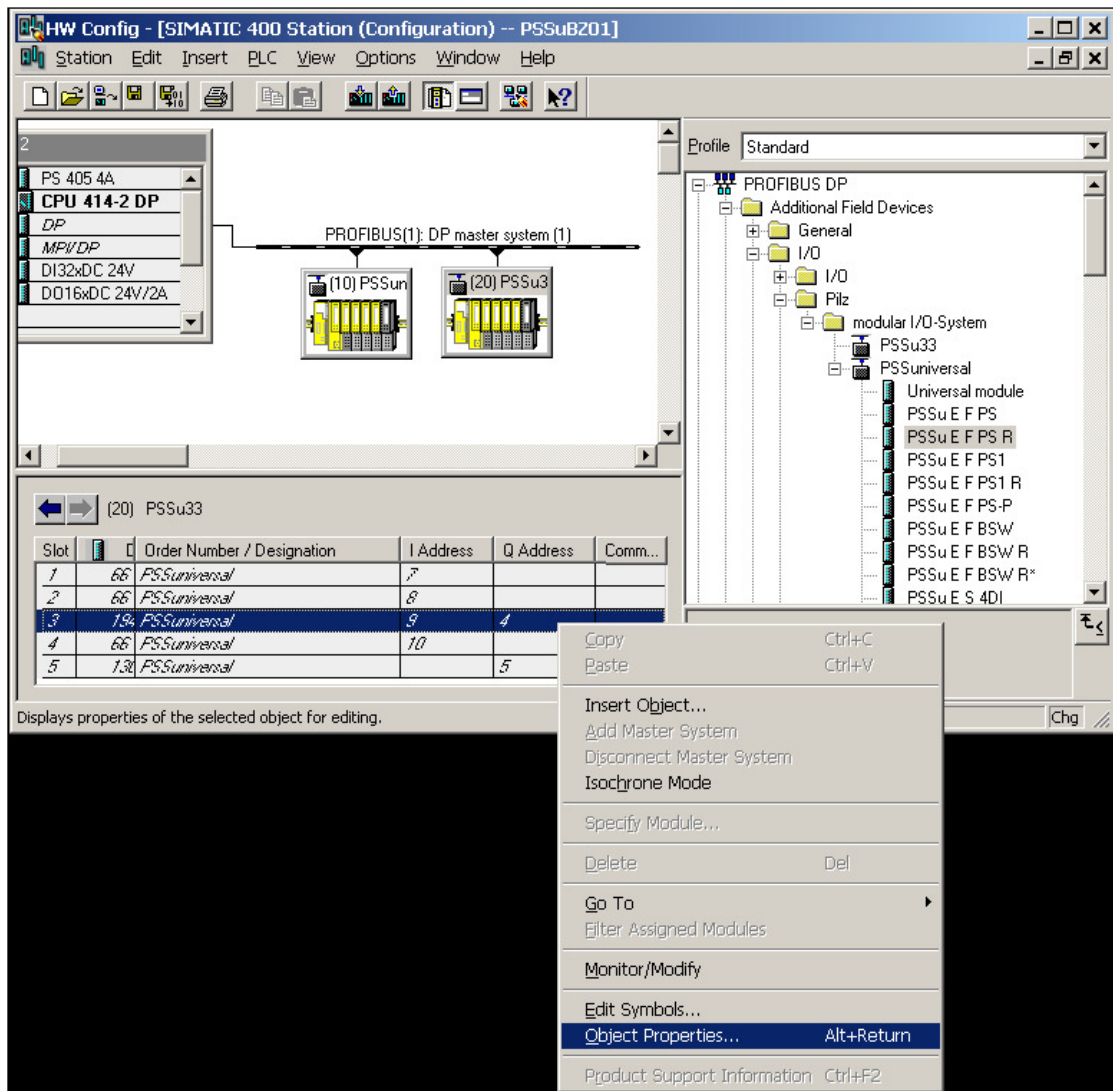 HW Config - [SIMATIC 400 Station (Configuration) -- PSSuBZ01]
Station Edit Insert PLC View Options Window Help
2
PS 405 4A
CPU 414-2 DP
DP
MPI/DP
DI32xDC 24V
DO16xDC 24V/2A
PROFIBUS(1): DP master system (1)
(10) PSSun
(20) PSSu3
Profile Standard
PROFIBUS DP
Additional Field Devices
General
I/O
I/O
Pilz
modular I/O-System
PSSu33
PSSuniversal
Universal module
PSSu E F PS
PSSu E F PS R
PSSu E F PS1
PSSu E F PS1 R
PSSu E F PS-P
PSSu E F BSW
PSSu E F BSW R
PSSu E F BSW R*
PSSu E S 4DI
(20) PSSu33
Slot D Order Number / Designation I Address Q Address Comm...
1 66 PSSuniversal 7
2 66 PSSuniversal 8
3 194 PSSuniversal 9 4
4 66 PSSuniversal 10
5 130 PSSuniversal 5
Displays properties of the selected object for editing.
Chg
Copy Ctrl+C
Paste Ctrl+V
Insert Object...
Add Master System
Disconnect Master System
Isochrone Mode
Specify Module...
Delete Del
Go To
Filter Assigned Modules
Monitor/Modify
Edit Symbols...
Object Properties... Alt+Return
Product Support Information Ctrl+F2